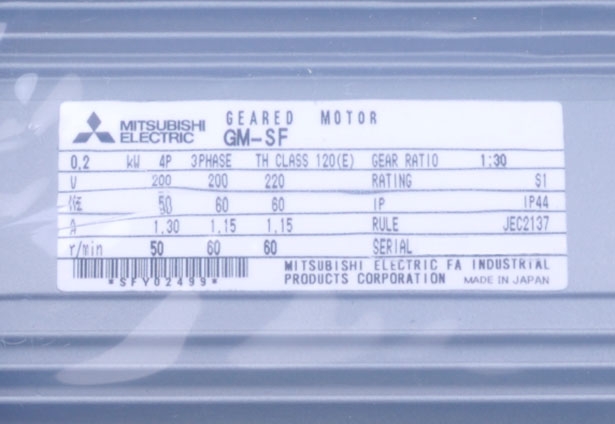 MITSUBISHI ELECTRIC
GEARED MOTOR
GM-SF
0,2 kW 4P 3PHASE TH CLASS 120(E) GEAR RATIO 1:30
V 200 200 220 RATING S1
Hz 50 60 60 IP IP44
A 1,30 1,15 1,15 RULE JEC2137
r/min 50 60 60 SERIAL
*SFY02499*
MITSUBISHI ELECTRIC FA INDUSTRIAL
PRODUCTS CORPORATION MADE IN JAPAN